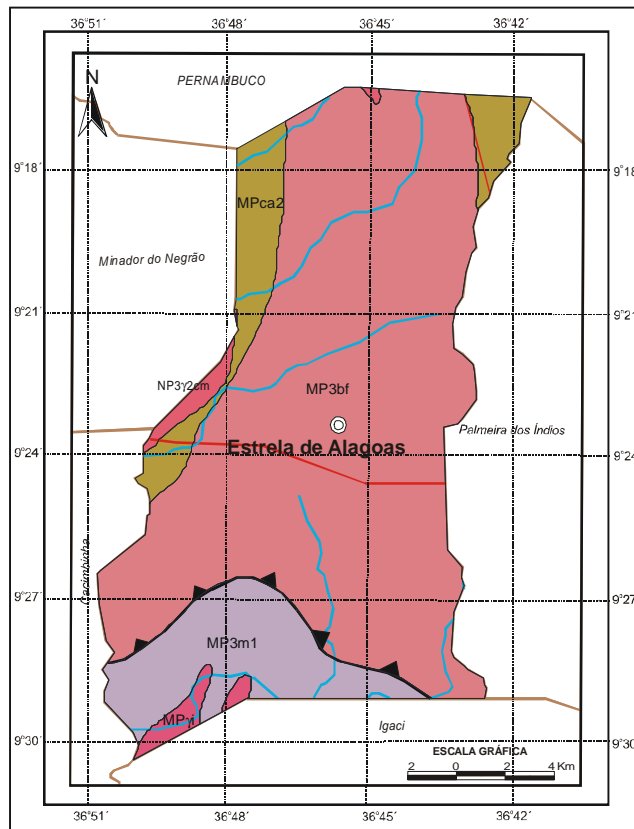 36°51´ 36°48´ 36°45´ 36°42´
N
PERNAMBUCO
9°18´ 9°18´
MPca2
Minador do Negrão
9°21´ 9°21´
NP3γ2cm
MP3bf
Estrela de Alagoas
Palmeira dos Índios
9°24´ 9°24´
Cacimbinha
9°27´ 9°27´
MP3m1
MPγi
Igaci
9°30´ 9°30´
ESCALA GRÁFICA
2 0 2 4 Km
36°51´ 36°48´ 36°45´ 36°42´